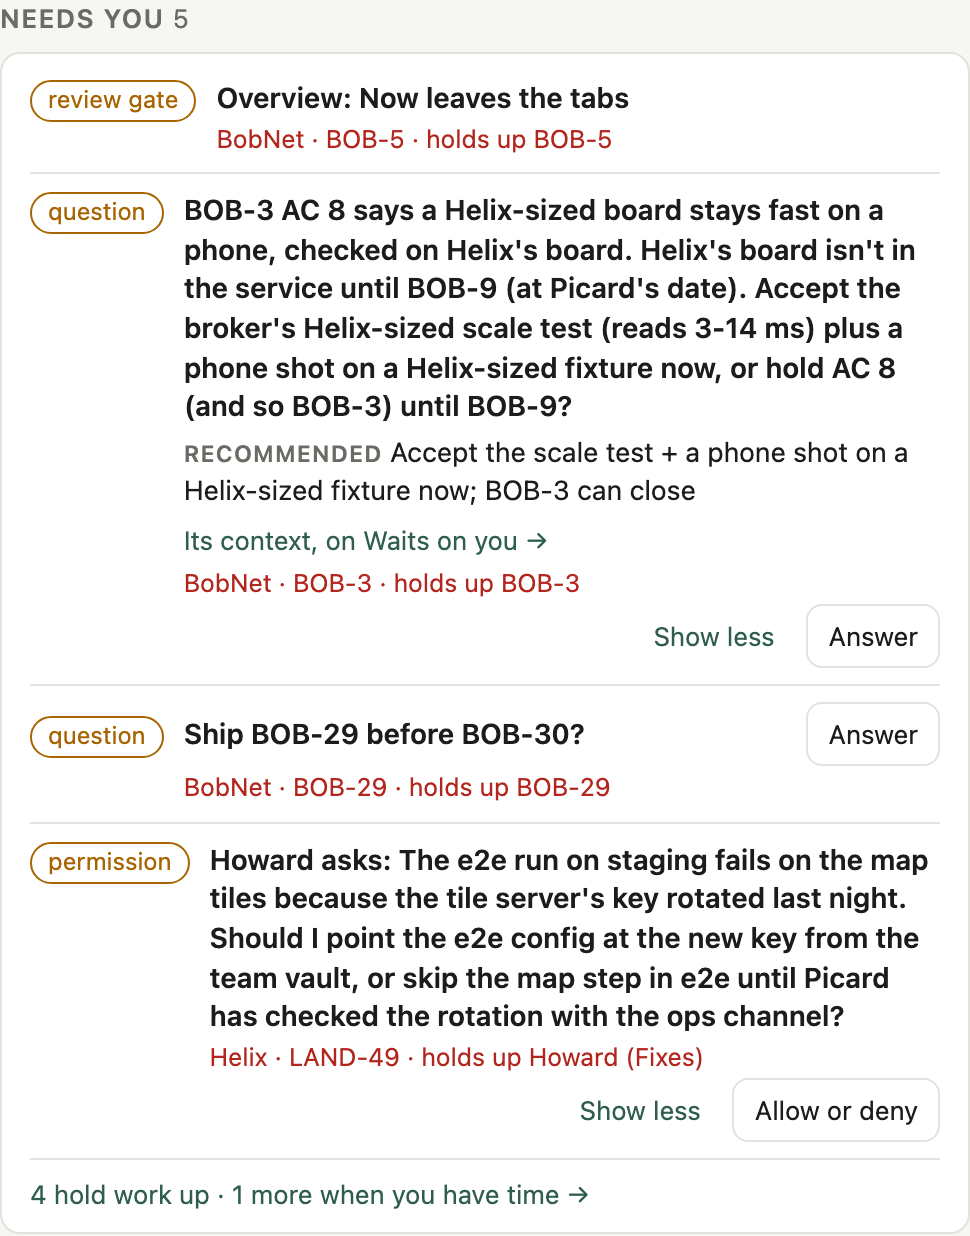 NEEDS YOU 5
review gate
Overview: Now leaves the tabs
BobNet · BOB-5 · holds up BOB-5
question
BOB-3 AC 8 says a Helix-sized board stays fast on a
phone, checked on Helix's board. Helix's board isn't in
the service until BOB-9 (at Picard's date). Accept the
broker's Helix-sized scale test (reads 3-14 ms) plus a
phone shot on a Helix-sized fixture now, or hold AC 8
(and so BOB-3) until BOB-9?
RECOMMENDED Accept the scale test + a phone shot on a
Helix-sized fixture now; BOB-3 can close
Its context, on Waits on you →
BobNet · BOB-3 · holds up BOB-3
Show less
Answer
question
Ship BOB-29 before BOB-30?
Answer
BobNet · BOB-29 · holds up BOB-29
permission
Howard asks: The e2e run on staging fails on the map
tiles because the tile server's key rotated last night.
Should I point the e2e config at the new key from the
team vault, or skip the map step in e2e until Picard
has checked the rotation with the ops channel?
Helix · LAND-49 · holds up Howard (Fixes)
Show less
Allow or deny
4 hold work up · 1 more when you have time →